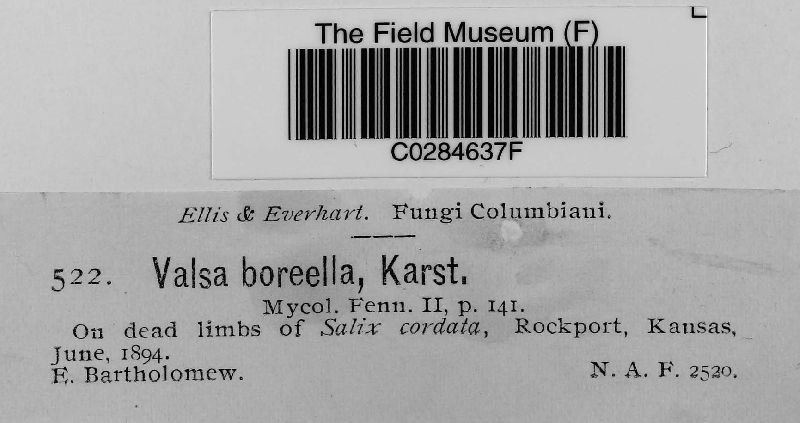 The Field Museum (F)
C0284637F
Ellis & Everhart. Fungi Columbiani.
522. Valsa boreella, Karst.
Mycol. Fenn. II, p. 141.
On dead limbs of Salix cordata, Rockport, Kansas,
June, 1894.
E. Bartholomew. N. A. F. 2520.